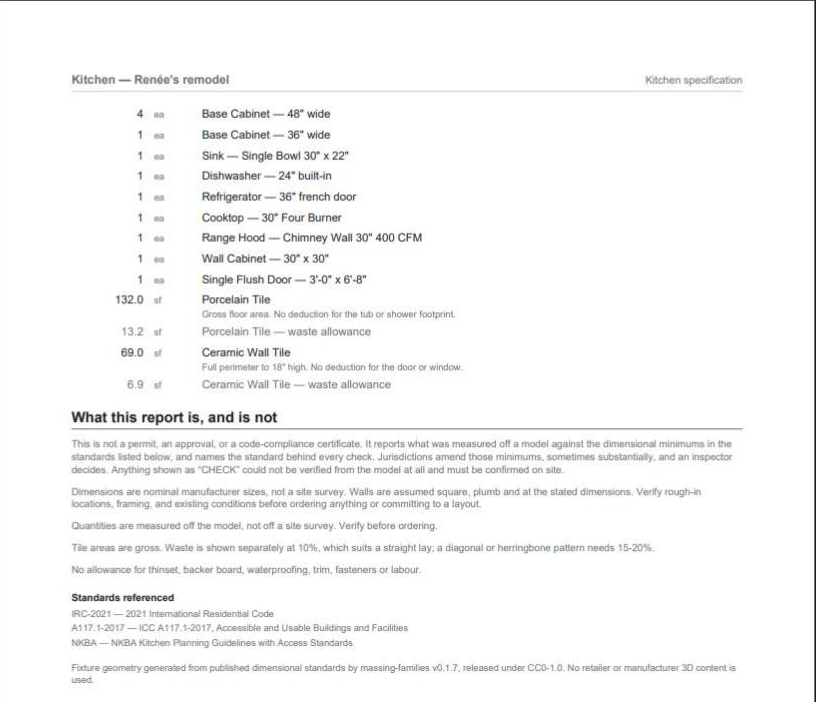 Kitchen — Renée's remodel Kitchen specification
4 ea Base Cabinet — 48" wide
1 ea Base Cabinet — 36" wide
1 ea Sink — Single Bowl 30" x 22"
1 ea Dishwasher — 24" built-in
1 ea Refrigerator — 36" french door
1 ea Cooktop — 30" Four Burner
1 ea Range Hood — Chimney Wall 30" 400 CFM
1 ea Wall Cabinet — 30" x 30"
1 ea Single Flush Door — 3'-0" x 6'-8"
132.0 sf Porcelain Tile
Gross floor area. No deduction for the tub or shower footprint.
13.2 sf Porcelain Tile — waste allowance
69.0 sf Ceramic Wall Tile
Full perimeter to 18" high. No deduction for the door or window.
6.9 sf Ceramic Wall Tile — waste allowance
What this report is, and is not
This is not a permit, an approval, or a code-compliance certificate. It reports what was measured off a model against the dimensional minimums in the
standards listed below, and names the standard behind every check. Jurisdictions amend those minimums, sometimes substantially, and an inspector
decides. Anything shown as "CHECK" could not be verified from the model at all and must be confirmed on site.
Dimensions are nominal manufacturer sizes, not a site survey. Walls are assumed square, plumb and at the stated dimensions. Verify rough-in
locations, framing, and existing conditions before ordering anything or committing to a layout.
Quantities are measured off the model, not off a site survey. Verify before ordering.
Tile areas are gross. Waste is shown separately at 10%, which suits a straight lay; a diagonal or herringbone pattern needs 15-20%.
No allowance for thinset, backer board, waterproofing, trim, fasteners or labour.
Standards referenced
IRC-2021 — 2021 International Residential Code
A117.1-2017 — ICC A117.1-2017, Accessible and Usable Buildings and Facilities
NKBA — NKBA Kitchen Planning Guidelines with Access Standards
Fixture geometry generated from published dimensional standards by massing-families v0.1.7, released under CC0-1.0. No retailer or manufacturer 3D content is
used.